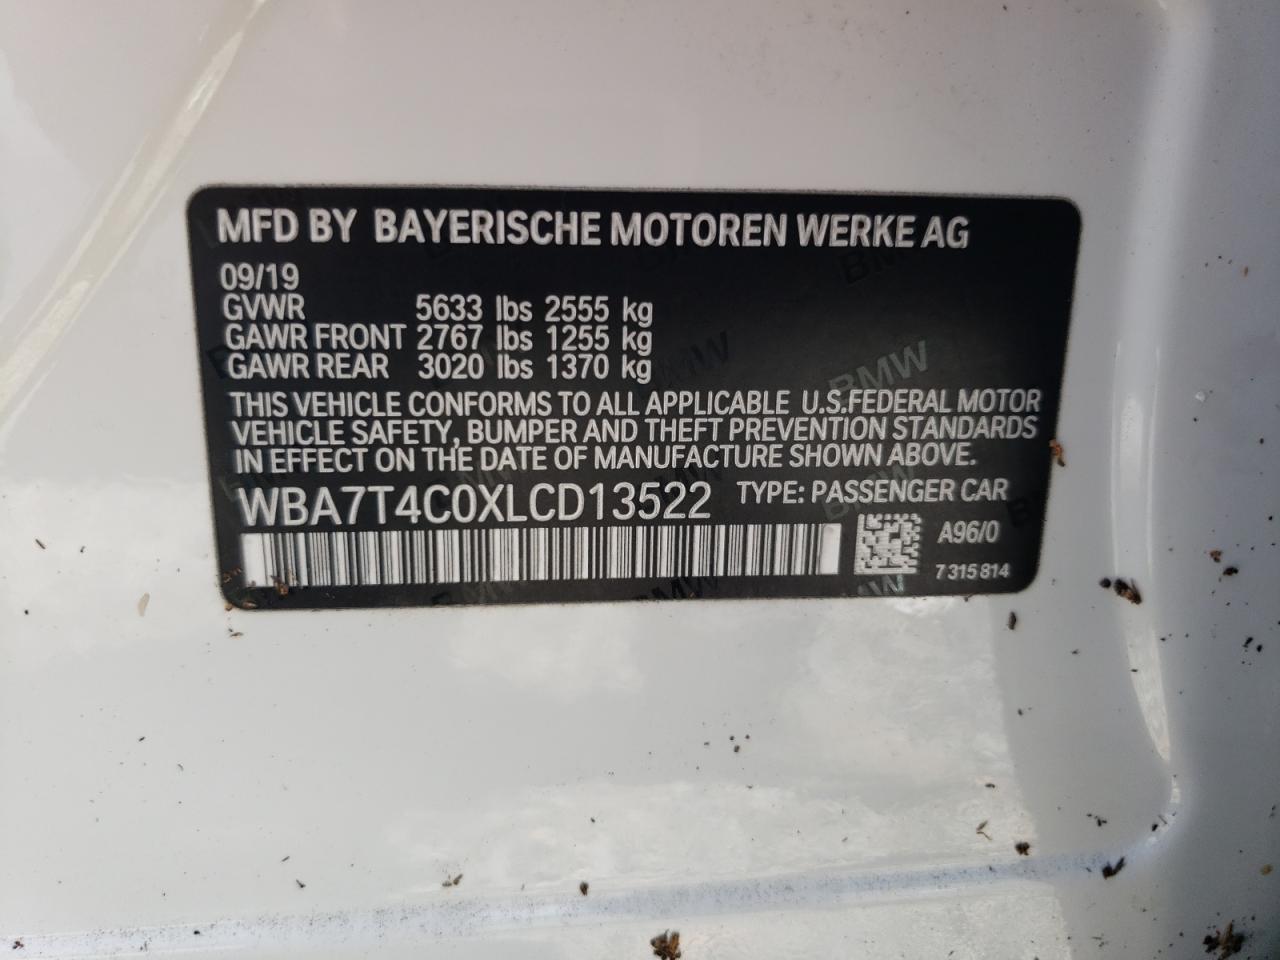 MFD BY BAYERISCHE MOTOREN WERKE AG
09/19
GVWR 5633 lbs 2555 kg
GAWR FRONT 2767 lbs 1255 kg
GAWR REAR 3020 lbs 1370 kg
THIS VEHICLE CONFORMS TO ALL APPLICABLE U.S.FEDERAL MOTOR
VEHICLE SAFETY, BUMPER AND THEFT PREVENTION STANDARDS
IN EFFECT ON THE DATE OF MANUFACTURE SHOWN ABOVE.
WBA7T4C0XLCD13522 TYPE: PASSENGER CAR
A96/0
7 315 814